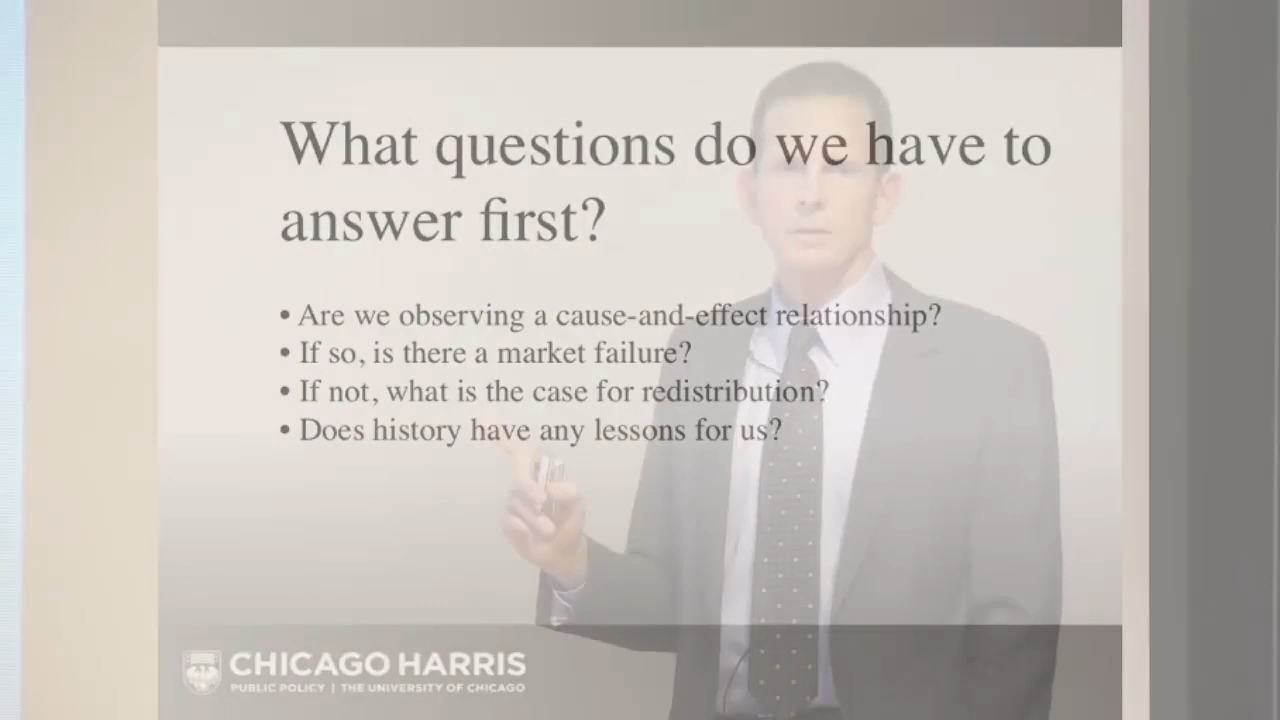 What questions do we have to
answer first?
• Are we observing a cause-and-effect relationship?
• If so, is there a market failure?
• If not, what is the case for redistribution?
• Does history have any lessons for us?
CHICAGO HARRIS
PUBLIC POLICY | THE UNIVERSITY OF CHICAGO